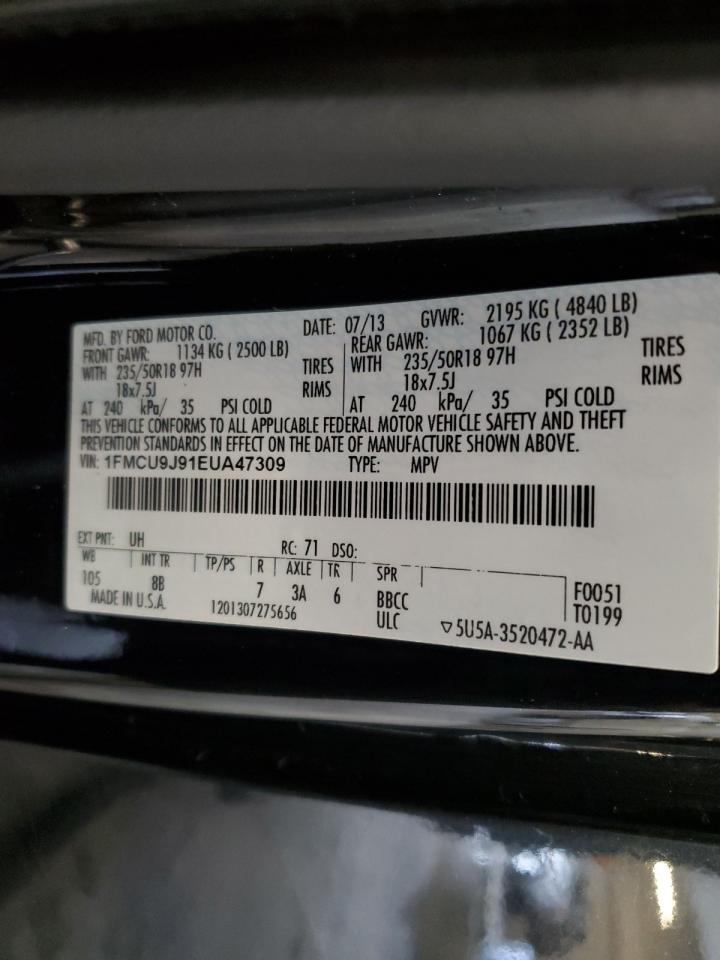 MFD. BY FORD MOTOR CO.
DATE: 07/13 GVWR: 2195 KG ( 4840 LB)
FRONT GAWR: 1134 KG ( 2500 LB)
WITH 235/50R18 97H TIRES
18x7.5J RIMS
AT 240 kPa/ 35 PSI COLD
REAR GAWR: 1067 KG ( 2352 LB)
WITH 235/50R18 97H TIRES
18x7.5J RIMS
AT 240 kPa/ 35 PSI COLD
THIS VEHICLE CONFORMS TO ALL APPLICABLE FEDERAL MOTOR VEHICLE SAFETY AND THEFT
PREVENTION STANDARDS IN EFFECT ON THE DATE OF MANUFACTURE SHOWN ABOVE.
VIN: 1FMCU9J91EUA47309 TYPE: MPV
EXT PNT: UH RC: 71 DSO:
WB INT TR TP/PS R AXLE TR SPR
105 8B 7 3A 6 BBCC F0051
MADE IN U.S.A. 1201307275656 ULC T0199
▽5U5A-3520472-AA